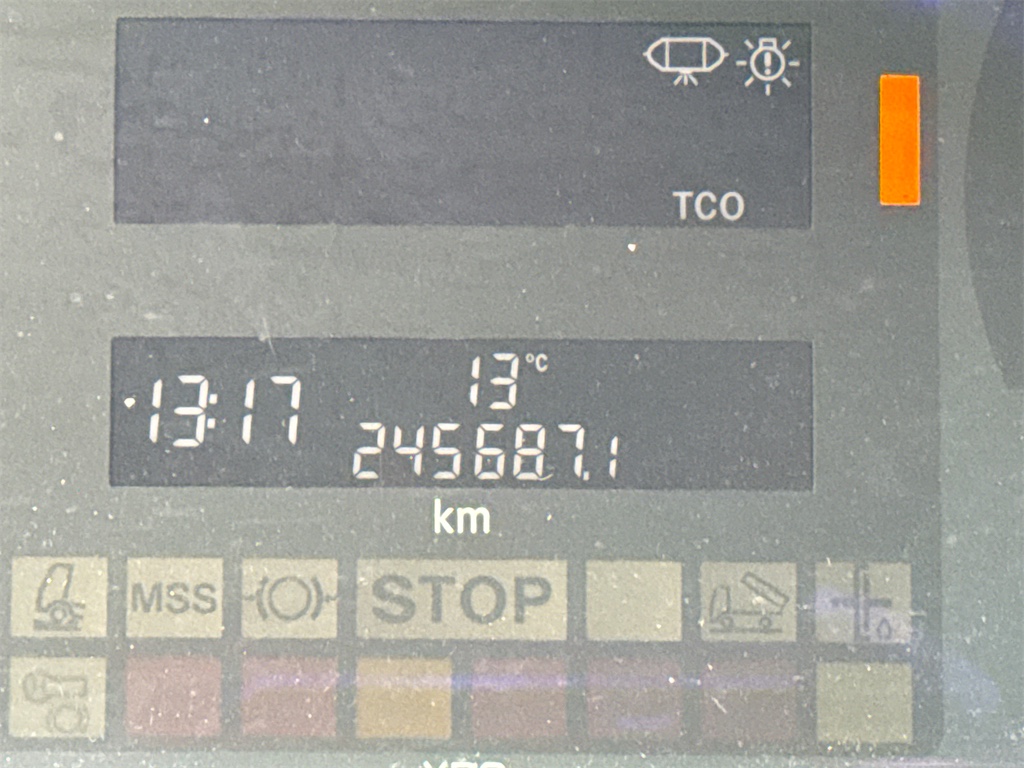 TCO
13:17
13 °C
245687.1
km
MSS
STOP